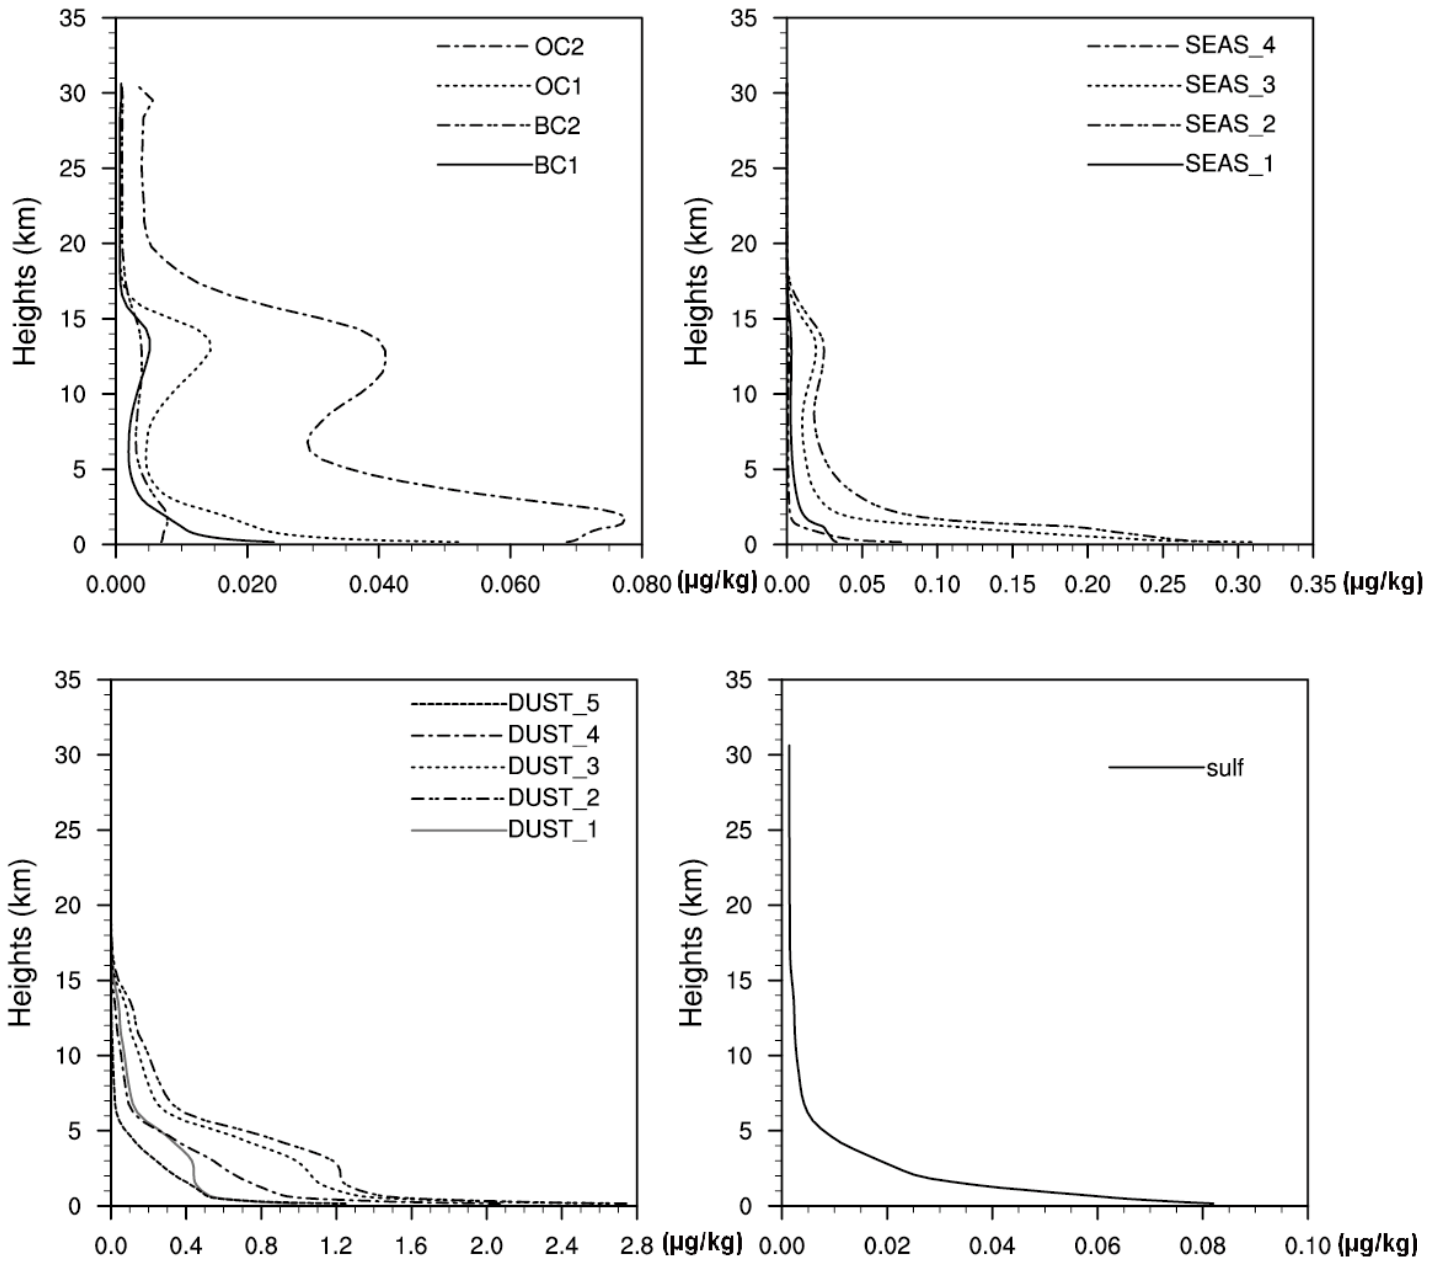 35
30
25
20
15
10
5
0
Heights (km)
OC2
OC1
BC2
BC1
0.000 0.020 0.040 0.060 0.080 (µg/kg)
35
30
25
20
15
10
5
0
Heights (km)
SEAS_4
SEAS_3
SEAS_2
SEAS_1
0.00 0.05 0.10 0.15 0.20 0.25 0.30 0.35 (µg/kg)
35
30
25
20
15
10
5
0
Heights (km)
DUST_5
DUST_4
DUST_3
DUST_2
DUST_1
0.0 0.4 0.8 1.2 1.6 2.0 2.4 2.8 (µg/kg)
35
30
25
20
15
10
5
0
Heights (km)
sulf
0.00 0.02 0.04 0.06 0.08 0.10 (µg/kg)